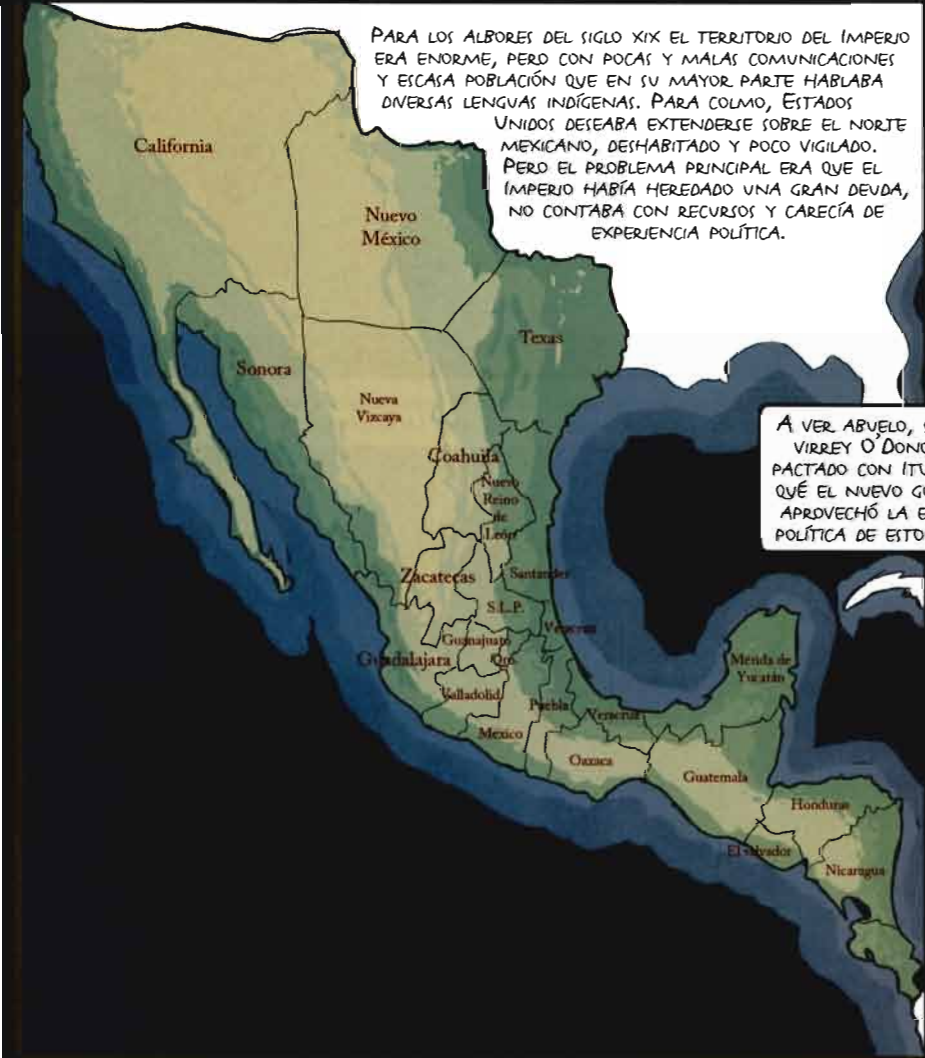 PARA LOS ALBORES DEL SIGLO XIX EL TERRITORIO DEL IMPERIO
ERA ENORME, PERO CON POCAS Y MALAS COMUNICACIONES
Y ESCASA POBLACIÓN QUE EN SU MAYOR PARTE HABLABA
DIVERSAS LENGUAS INDÍGENAS. PARA COLMO, ESTADOS
UNIDOS DESEABA EXTENDERSE SOBRE EL NORTE
MEXICANO, DESHABITADO Y POCO VIGILADO.
PERO EL PROBLEMA PRINCIPAL ERA QUE EL
IMPERIO HABÍA HEREDADO UNA GRAN DEUDA,
NO CONTABA CON RECURSOS Y CARECÍA DE
EXPERIENCIA POLÍTICA.
California
Nuevo
México
Texas
Sonora
Nueva
Vizcaya
A VER ABUELO,
VIRREY O'DONO
PACTADO CON ITU
QUÉ EL NUEVO
APROVECHÓ LA E
POLÍTICA DE ESTO
Coahuila
Nuevo
Reino
de
León
Zacatecas
Santander
S.L.P.
Veracruz
Guanajuato
Guadalajara
Qro
Mérida de
Yucatán
Valladolid
Puebla
Veracruz
Mexico
Oaxaca
Guatemala
Honduras
El salvador
Nicaragua